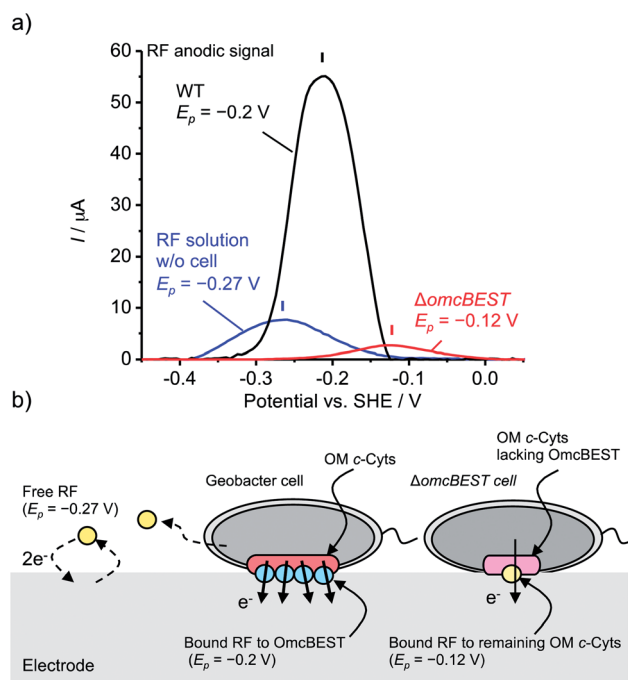 a)
RF anodic signal
WT
Ep = −0.2 V
RF solution
w/o cell
Ep = −0.27 V
ΔomcBEST
Ep = −0.12 V
I / µA
60
50
40
30
20
10
0
-0.4 -0.3 -0.2 -0.1 0.0
Potential vs. SHE / V
b)
Free RF
(Ep = −0.27 V)
2e-
Geobacter cell
OM c-Cyts
ΔomcBEST cell
OM c-Cyts
lacking OmcBEST
e-
e-
Bound RF to OmcBEST
(Ep = −0.2 V)
Bound RF to remaining OM c-Cyts
(Ep = −0.12 V)
Electrode